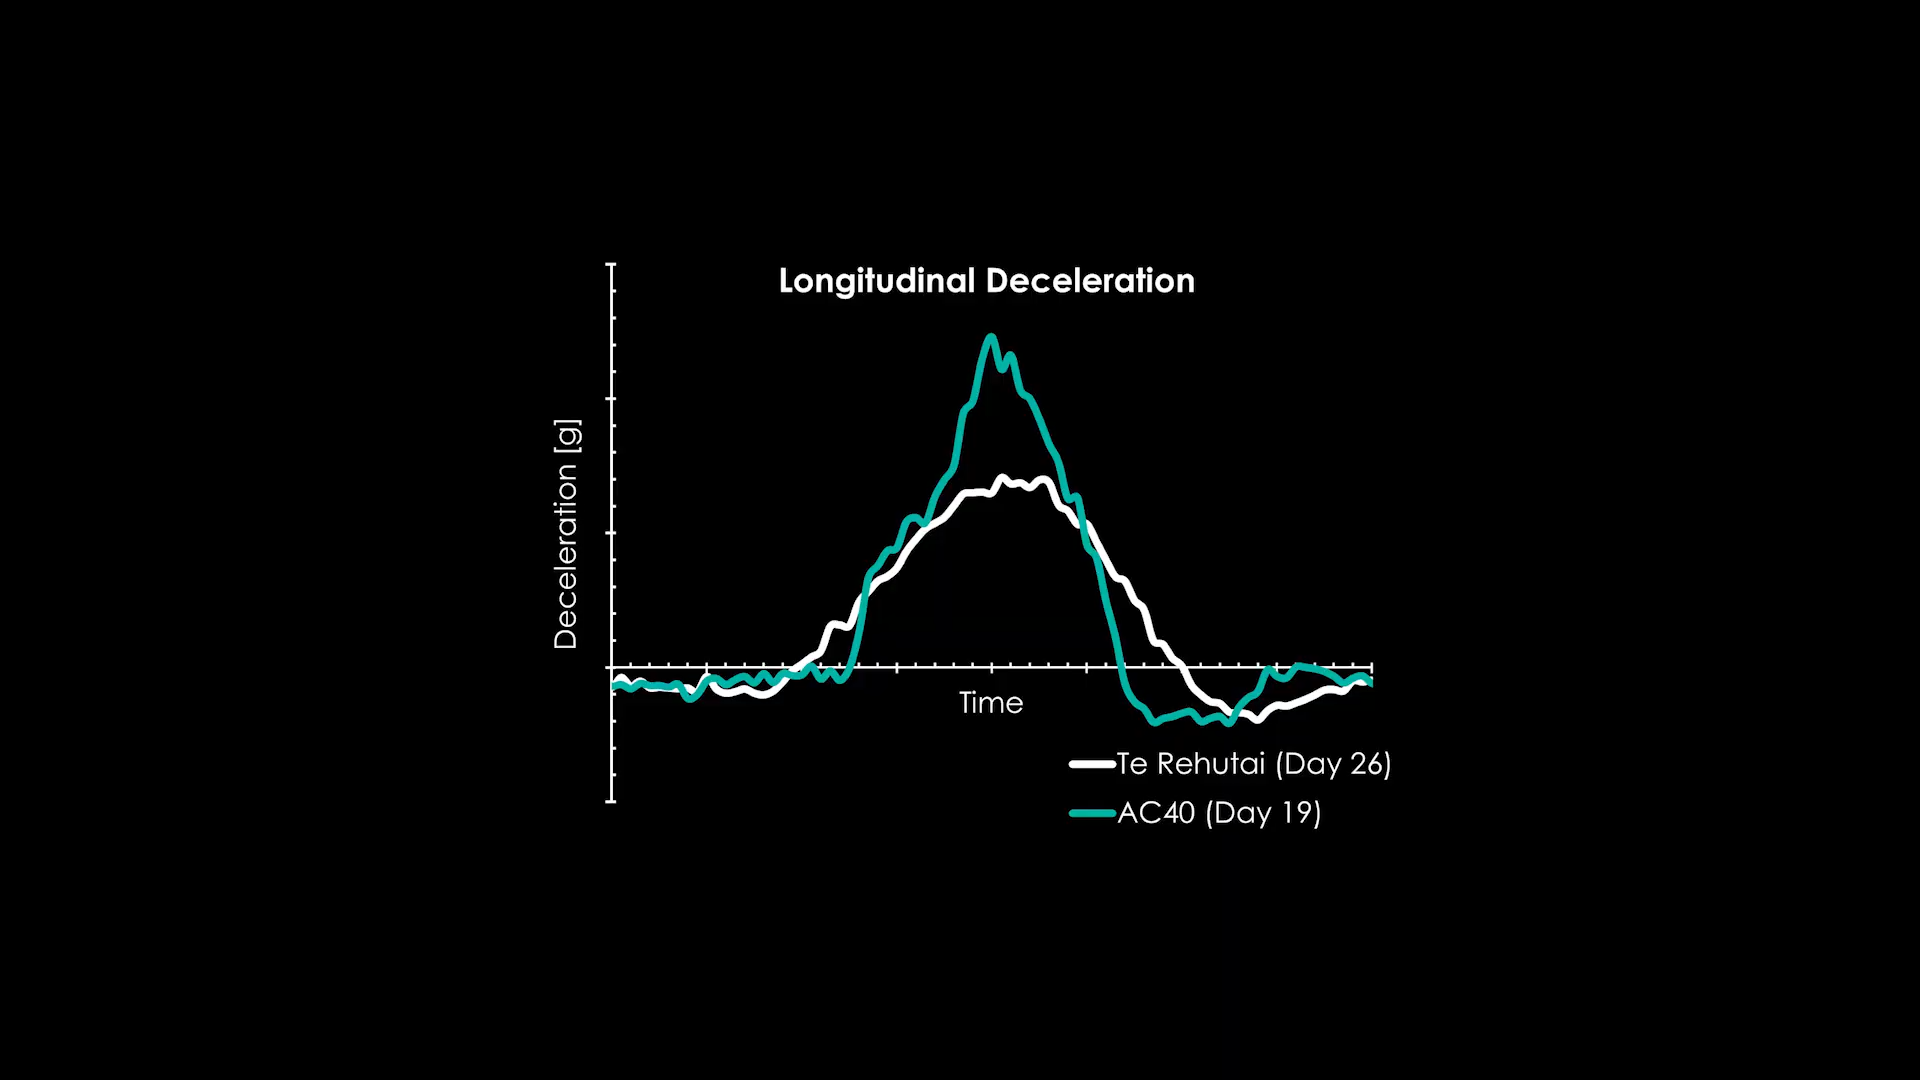 Longitudinal Deceleration
Deceleration [g]
Time
Te Rehutai (Day 26)
AC40 (Day 19)